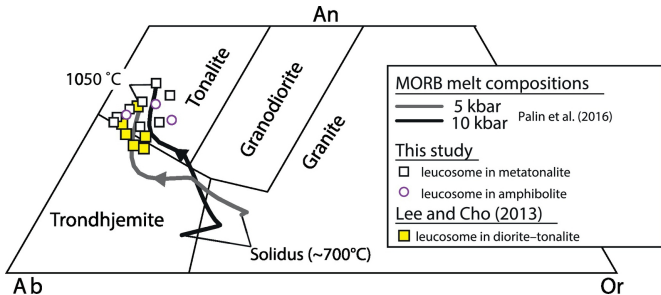 An
1050 °C
Tonalite
Granodiorite
Granite
Trondhjemite
Solidus (~700°C)
Ab
Or
MORB melt compositions
5 kbar
10 kbar
Palin et al. (2016)
This study
leucosome in metatonalite
leucosome in amphibolite
Lee and Cho (2013)
leucosome in diorite–tonalite